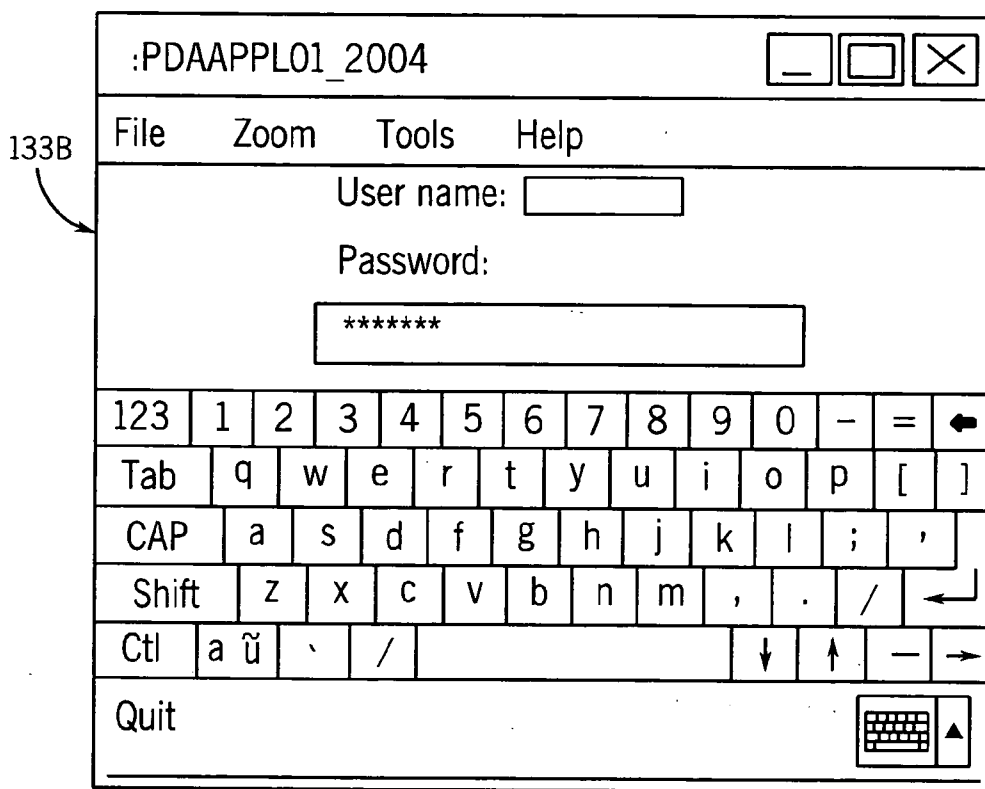 :PDAAPPL01_2004
File Zoom Tools Help
133B
User name:
Password:
*******
123 1 2 3 4 5 6 7 8 9 0 - =
Tab q w e r t y u i o p [ ]
CAP a s d f g h j k l ; '
Shift z x c v b n m , . /
Ctl a ũ ` /
Quit